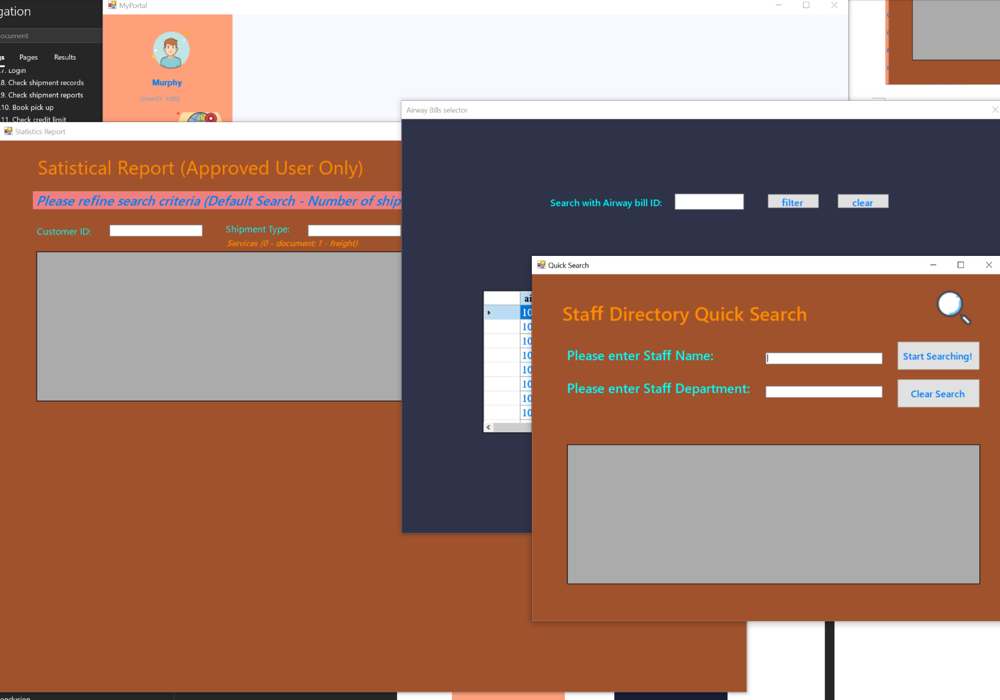 gation
ocument
gs Pages Results
.7. Login
.8. Check shipment records
.9. Check shipment reports
.10. Book pick up
.11. Check credit limit
MyPortal
Murphy
UserID: 1002
Statistics Report
Satistical Report (Approved User Only)
Please refine search criteria (Default Search - Number of ship
Customer ID:
Shipment Type:
Services (0 - document; 1 - freight)
Airway Bills selector
Search with Airway bill ID:
filter
clear
ai
10
10
10
10
10
10
10
10
Quick Search
Staff Directory Quick Search
Please enter Staff Name:
Start Searching!
Please enter Staff Department:
Clear Search
onclusion